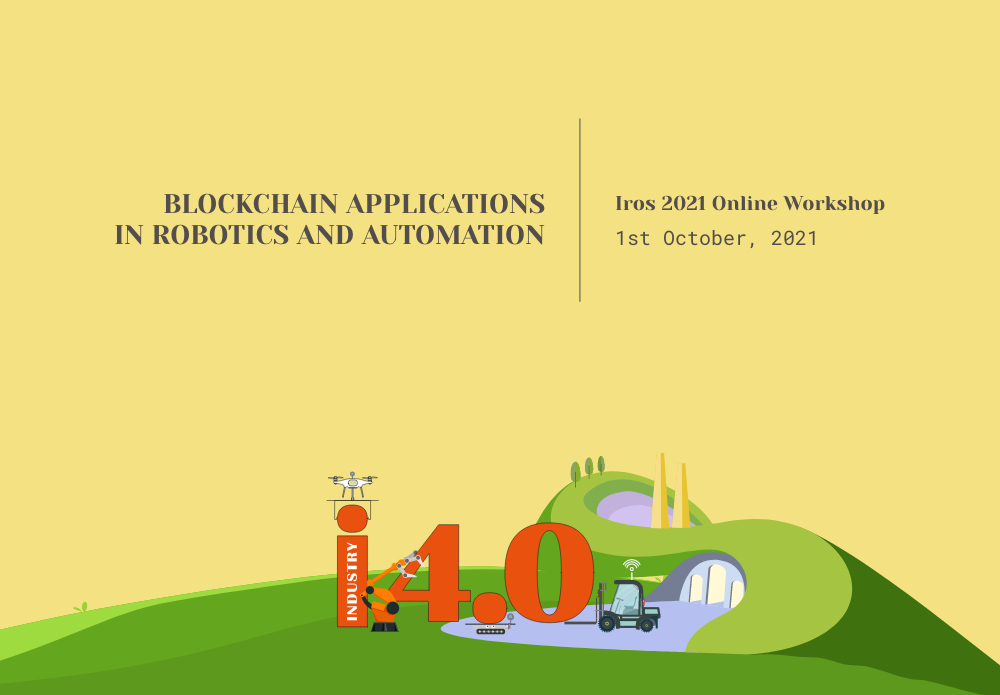 BLOCKCHAIN APPLICATIONS
IN ROBOTICS AND AUTOMATION
Iros 2021 Online Workshop
1st October, 2021
i4.0
INDUSTRY